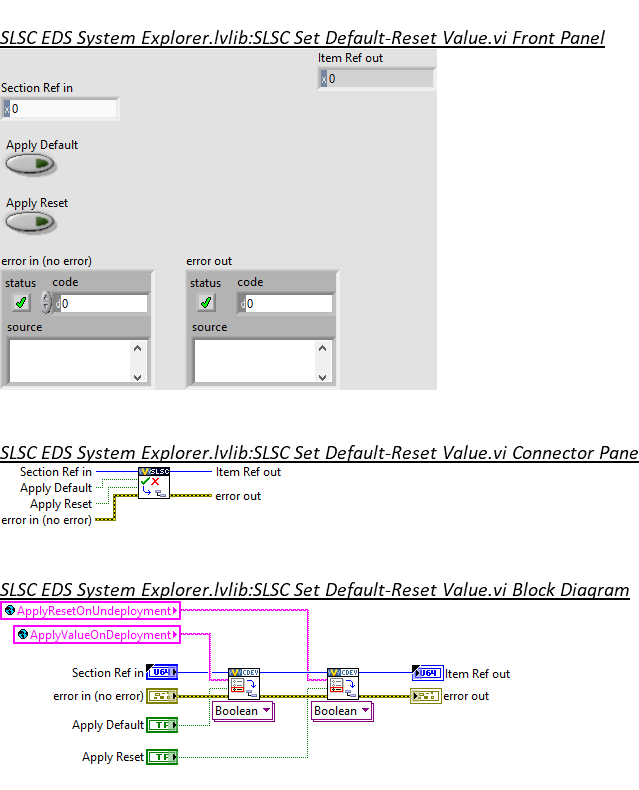 SLSC EDS System Explorer.lvlib:SLSC Set Default-Reset Value.vi Front Panel
Item Ref out
x 0
Section Ref in
x 0
Apply Default
Apply Reset
error in (no error)
error out
status code
status code
d 0
d 0
source
source
SLSC EDS System Explorer.lvlib:SLSC Set Default-Reset Value.vi Connector Pane
Section Ref in
SLSC
Item Ref out
Apply Default
error out
Apply Reset
error in (no error)
SLSC EDS System Explorer.lvlib:SLSC Set Default-Reset Value.vi Block Diagram
ApplyResetOnUndeployment
ApplyValueOnDeployment
Section Ref in
U64
CDEV
CDEV
U64
Item Ref out
error in (no error)
error out
Boolean
Boolean
Apply Default
TF
Apply Reset
TF